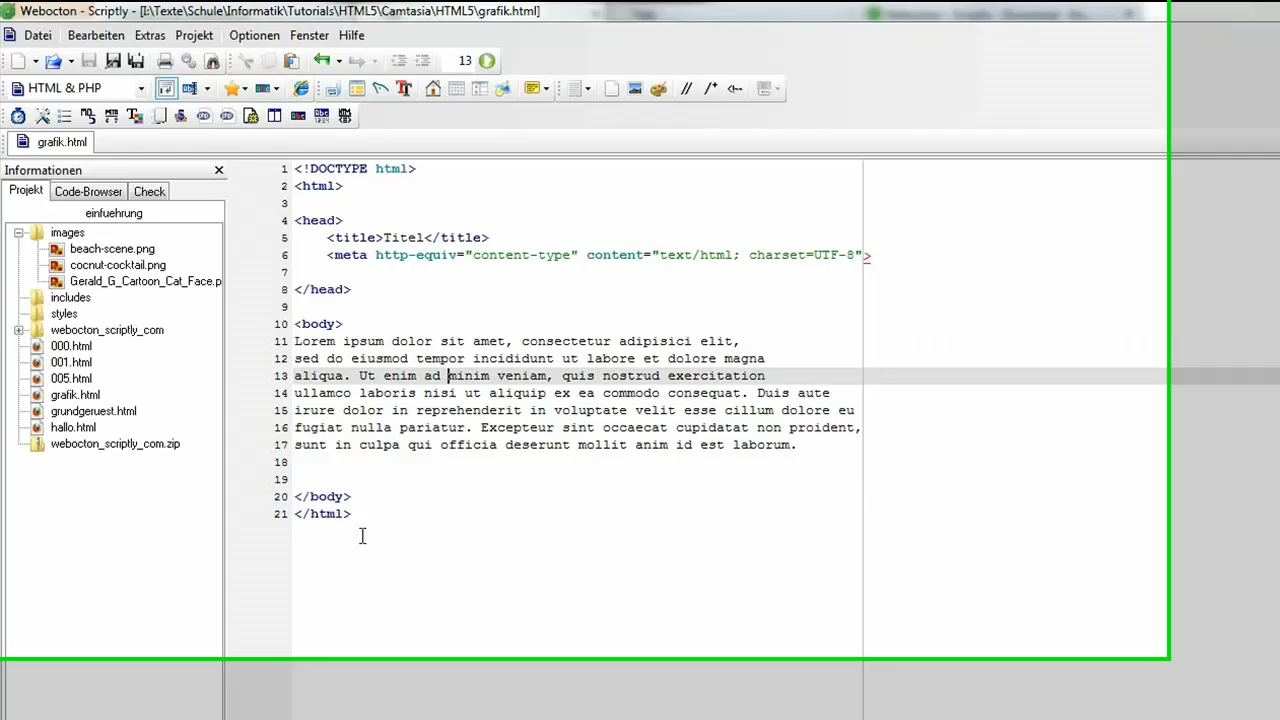 Webocton - Scriptly - [I:\Texte\Schule\Informatik\Tutorials\HTML5\Camtasia\HTML5\grafik.html]
Datei Bearbeiten Extras Projekt Optionen Fenster Hilfe
13
HTML & PHP
grafik.html
Informationen
Projekt Code-Browser Check
einfuehrung
images
beach-scene.png
cocnut-cocktail.png
Gerald_G_Cartoon_Cat_Face.p
includes
styles
webocton_scriptly_com
000.html
001.html
005.html
grafik.html
grundgeruest.html
hallo.html
webocton_scriptly_com.zip
1 <!DOCTYPE html>
2 <html>
3
4 <head>
5 <title>Titel</title>
6 <meta http-equiv="content-type" content="text/html; charset=UTF-8">
7
8 </head>
9
10 <body>
11 Lorem ipsum dolor sit amet, consectetur adipisici elit,
12 sed do eiusmod tempor incididunt ut labore et dolore magna
13 aliqua. Ut enim ad minim veniam, quis nostrud exercitation
14 ullamco laboris nisi ut aliquip ex ea commodo consequat. Duis aute
15 irure dolor in reprehenderit in voluptate velit esse cillum dolore eu
16 fugiat nulla pariatur. Excepteur sint occaecat cupidatat non proident,
17 sunt in culpa qui officia deserunt mollit anim id est laborum.
18
19
20 </body>
21 </html>